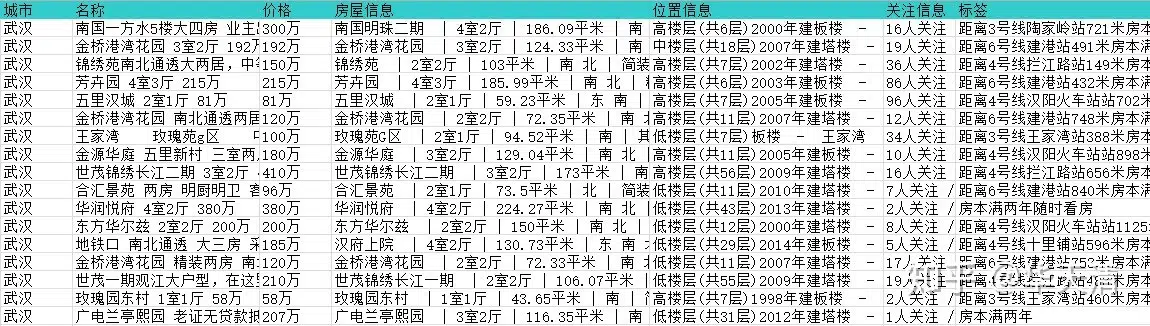 城市 名称 价格 房屋信息 位置信息 关注信息 标签
武汉 南国一方水5楼大四房 业主 300万 南国明珠二期 | 4室2厅 | 186.09平米 | 南 高楼层(共6层)2000年建板楼 - 16人关注 距离3号线陶家岭站721米房本
武汉 金桥港湾花园 3室2厅 192万 192万 金桥港湾花园 | 3室2厅 | 124.33平米 | 南 中楼层(共18层)2007年建塔楼 - 19人关注 距离6号线建港站491米房本满
武汉 锦绣苑南北通透大两居，中 150万 锦绣苑 | 2室2厅 | 103平米 | 南 北 | 简装 高楼层(共7层)2002年建塔楼 - 36人关注 距离4号线拦江路站149米房本
武汉 芳卉园 4室3厅 215万 215万 芳卉园 | 4室3厅 | 185.99平米 | 南 北 | 高楼层(共7层)2003年建塔楼 - 86人关注 距离6号线建港站432米房本满
武汉 五里汉城 2室1厅 81万 81万 五里汉城 | 2室1厅 | 59.23平米 | 东 南 高楼层(共7层)2005年建板楼 - 96人关注 距离4号线汉阳火车站站702米
武汉 金桥港湾花园 南北通透两居 120万 金桥港湾花园 | 2室2厅 | 72.35平米 | 南 北 高楼层(共11层)2007年建塔楼 - 12人关注 距离6号线建港站748米房本满
武汉 王家湾 玫瑰苑g区 100万 玫瑰苑G区 | 2室1厅 | 94.52平米 | 南 | 其 低楼层(共7层)板楼 - 王家湾 34人关注 距离3号线王家湾站388米房本
武汉 金源华庭 五里新村 三室两 180万 金源华庭 | 3室2厅 | 129.04平米 | 南 北 高楼层(共11层)2005年建板楼 - 10人关注 距离4号线汉阳火车站站898米
武汉 世茂锦绣长江二期 3室2厅 410万 世茂锦绣长江二期 | 3室2厅 | 173平米 | 南 高楼层(共56层)2009年建塔楼 - 16人关注 距离4号线拦江路站656米房本
武汉 合汇景苑 两房 明厨明卫 96万 合汇景苑 | 2室1厅 | 73.5平米 | 北 | 简装 低楼层(共11层)2010年建塔楼 - 7人关注 / 距离6号线建港站840米房本满
武汉 华润悦府 4室2厅 380万 380万 华润悦府 | 4室2厅 | 224.27平米 | 南 北 | 低楼层(共43层)2013年建塔楼 - 2人关注 / 房本满两年随时看房
武汉 东方华尔兹 2室2厅 200万 200万 东方华尔兹 | 2室2厅 | 150平米 | 南 北 | 低楼层(共32层)2000年建塔楼 - 8人关注 / 距离4号线五里墩站1125
武汉 地铁口 南北通透 大三房 185万 汉府上院 | 4室2厅 | 130.73平米 | 东 南 低楼层(共29层)2014年建板楼 - 5人关注 / 距离4号线十里铺站596米房本
武汉 金桥港湾花园 精装两房 南 120万 金桥港湾花园 | 2室2厅 | 72.33平米 | 南 低楼层(共11层)2007年建塔楼 - 17人关注 距离6号线建港站752米房本满
武汉 世茂一期观江大户型，在这 210万 世茂锦绣长江一期 | 2室2厅 | 106.07平米 | 低楼层(共55层)2009年建塔楼 - 19人关注
武汉 玫瑰园东村 1室1厅 58万 58万 玫瑰园东村 | 1室1厅 | 43.65平米 | 南 | 高楼层(共7层)1998年建板楼 - 2人关注 / 距离3号线王家湾站460米房本
武汉 广电兰亭熙园 老证无贷款 207万 广电兰亭熙园 | 3室2厅 | 116.35平米 | 南 低楼层(共31层)2012年建塔楼 - 1人关注 / 房本满两年